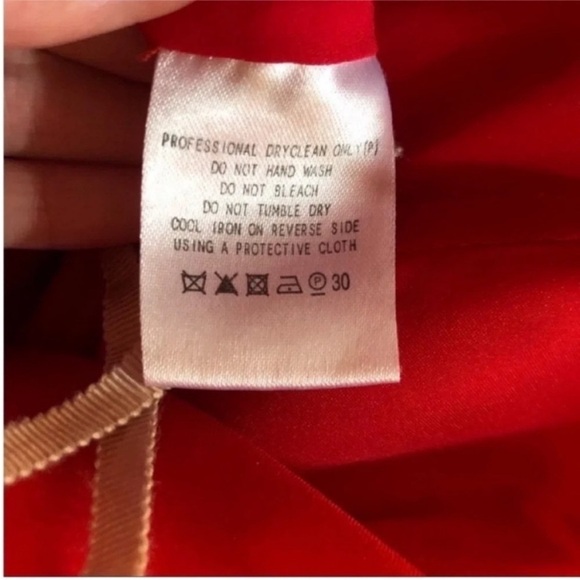 PROFESSIONAL DRYCLEAN ONLY(P)
DO NOT HAND WASH
DO NOT BLEACH
DO NOT TUMBLE DRY
COOL IRON ON REVERSE SIDE
USING A PROTECTIVE CLOTH
P 30